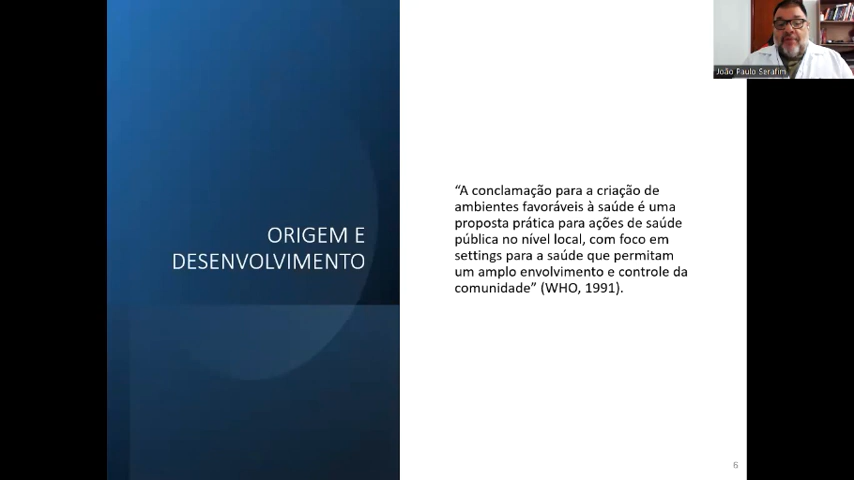 João Paulo Serafim
ORIGEM E
DESENVOLVIMENTO
“A conclamação para a criação de
ambientes favoráveis à saúde é uma
proposta prática para ações de saúde
pública no nível local, com foco em
settings para a saúde que permitam
um amplo envolvimento e controle da
comunidade” (WHO, 1991).
6